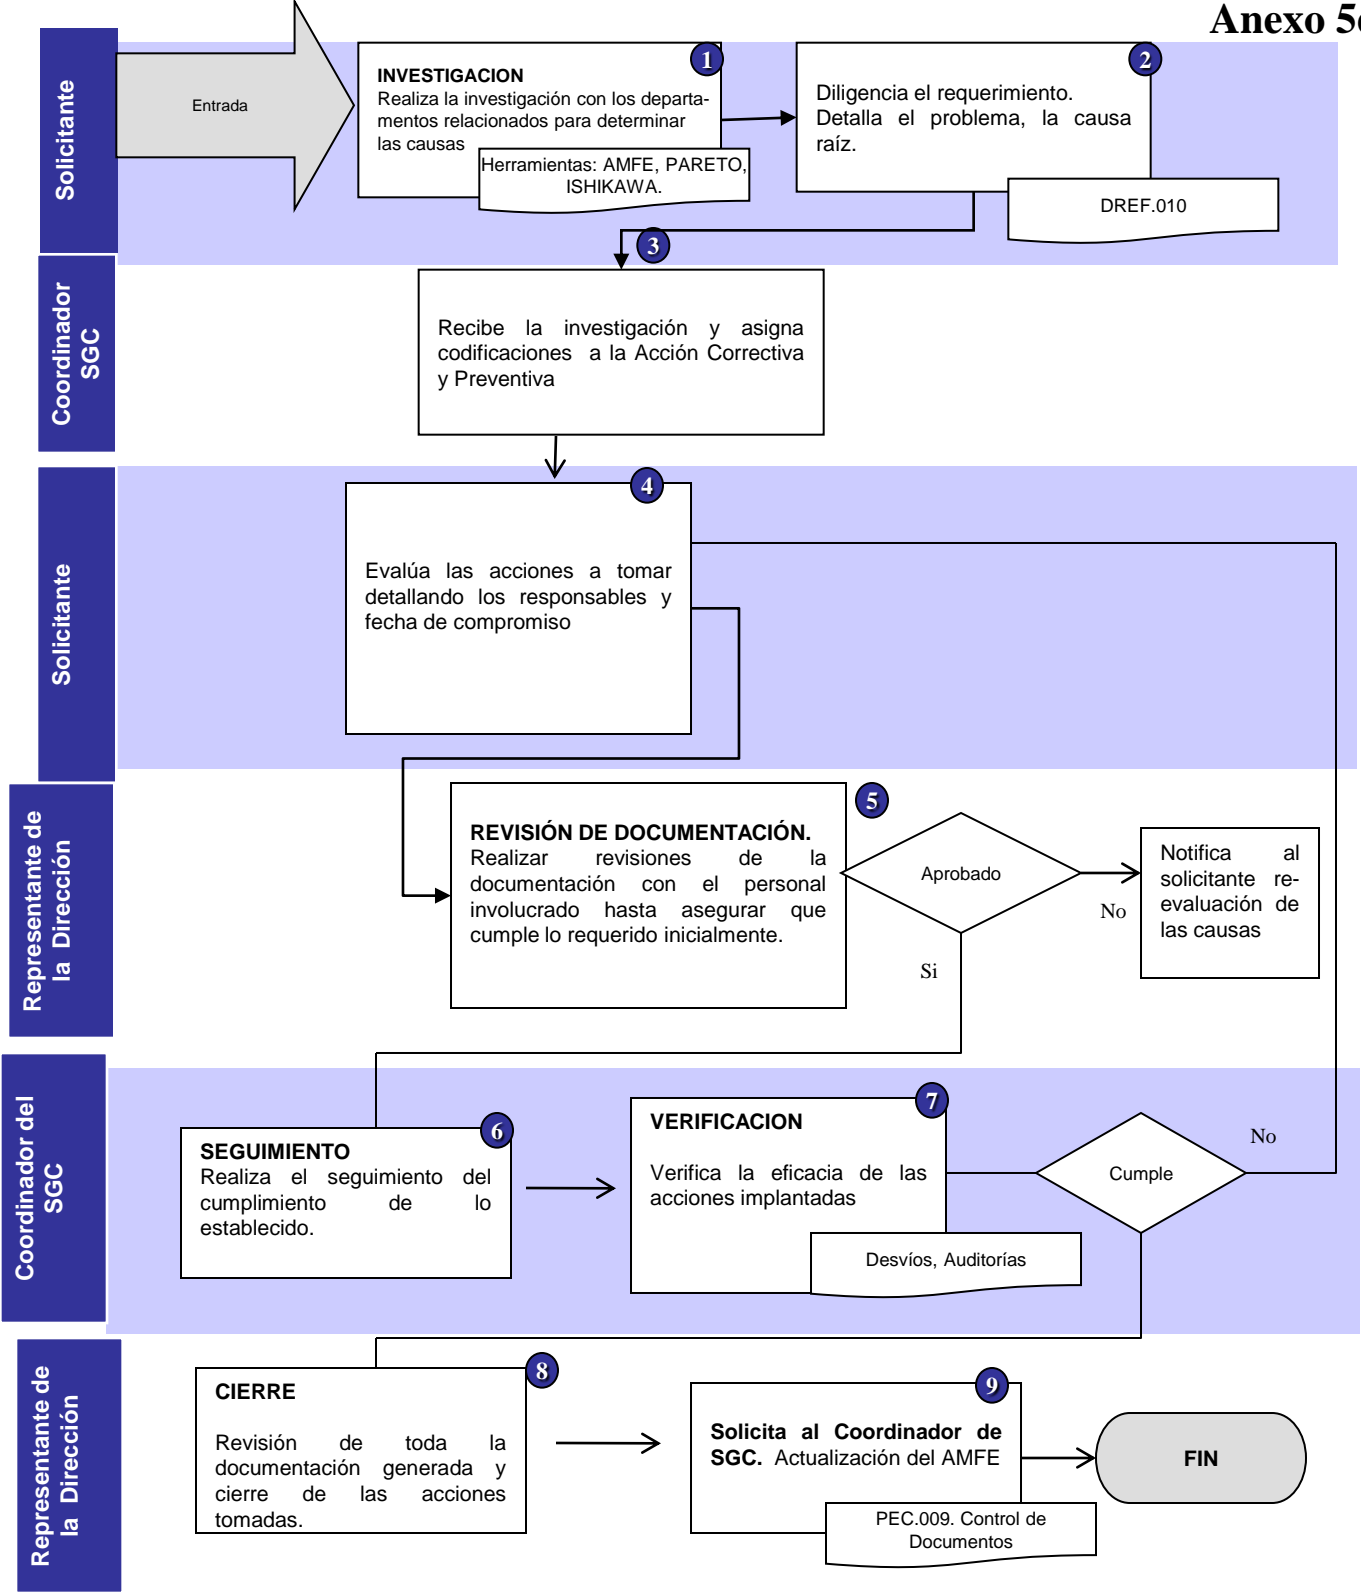 Anexo 5
Solicitante
Entrada
1
INVESTIGACION
Realiza la investigación con los departa-
mentos relacionados para determinar
las causas
Herramientas: AMFE, PARETO,
ISHIKAWA.
2
Diligencia el requerimiento.
Detalla el problema, la causa
raíz.
DREF.010
Coordinador
SGC
3
Recibe la investigación y asigna
codificaciones a la Acción Correctiva
y Preventiva
Solicitante
4
Evalúa las acciones a tomar
detallando los responsables y
fecha de compromiso
Representante de
la Dirección
5
REVISIÓN DE DOCUMENTACIÓN.
Realizar revisiones de la
documentación con el personal
involucrado hasta asegurar que
cumple lo requerido inicialmente.
Aprobado
No
Si
Notifica al
solicitante re-
evaluación de
las causas
Coordinador del
SGC
6
SEGUIMIENTO
Realiza el seguimiento del
cumplimiento de lo
establecido.
7
VERIFICACION
Verifica la eficacia de las
acciones implantadas
Desvíos, Auditorías
Cumple
No
Representante de
la Dirección
8
CIERRE
Revisión de toda la
documentación generada y
cierre de las acciones
tomadas.
9
Solicita al Coordinador de
SGC. Actualización del AMFE
PEC.009. Control de
Documentos
FIN